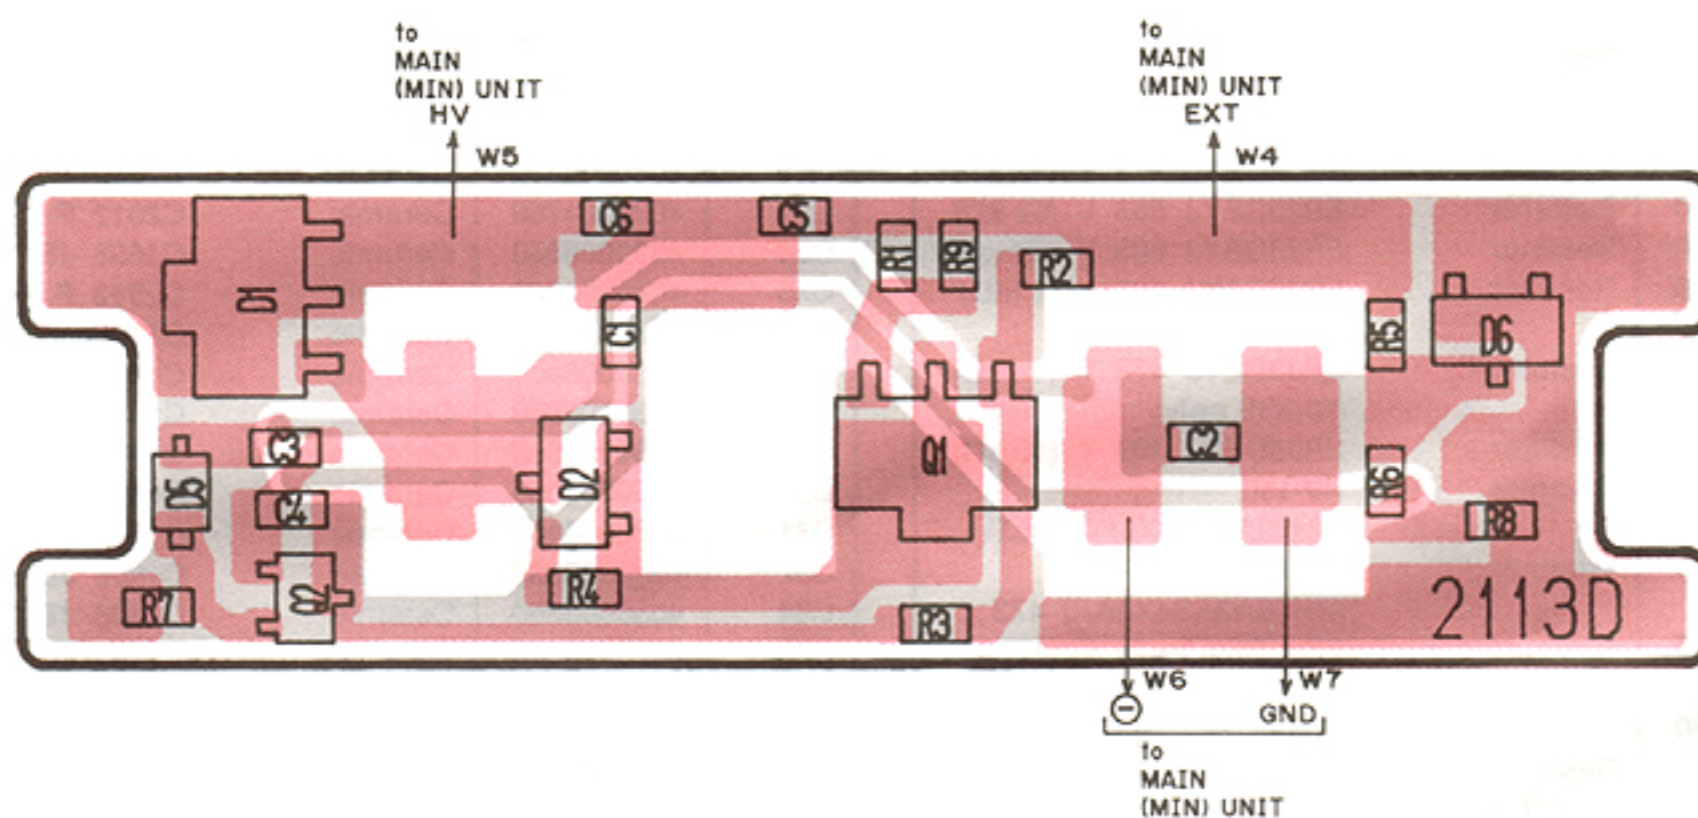 to
MAIN
(MIN) UNIT
HV
W5
to
MAIN
(MIN) UNIT
EXT
W4
C6
C5
R1
R9
R2
D1
C1
R5
D6
C3
D5
C4
D2
Q1
C2
R6
R8
R7
Q2
R4
R3
2113D
W6
W7
⊖
GND
to
MAIN
(MIN) UNIT